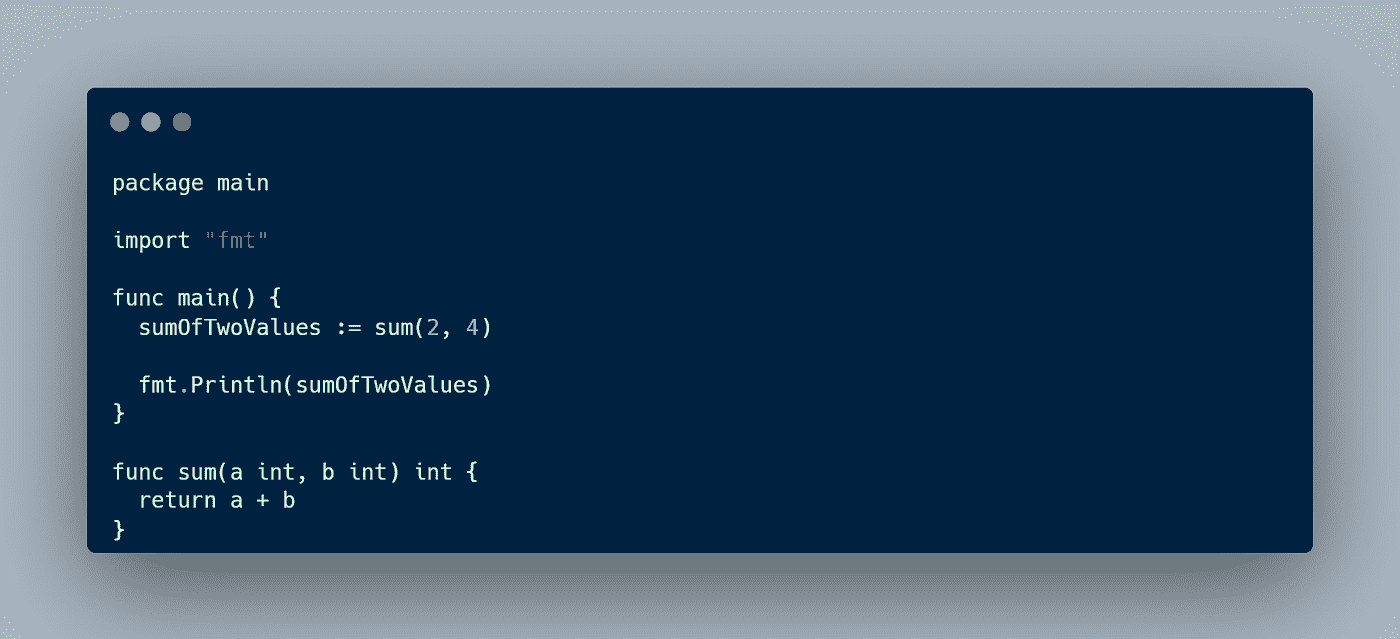 package main
import "fmt"
func main() {
  sumOfTwoValues := sum(2, 4)
  fmt.Println(sumOfTwoValues)
}
func sum(a int, b int) int {
  return a + b
}